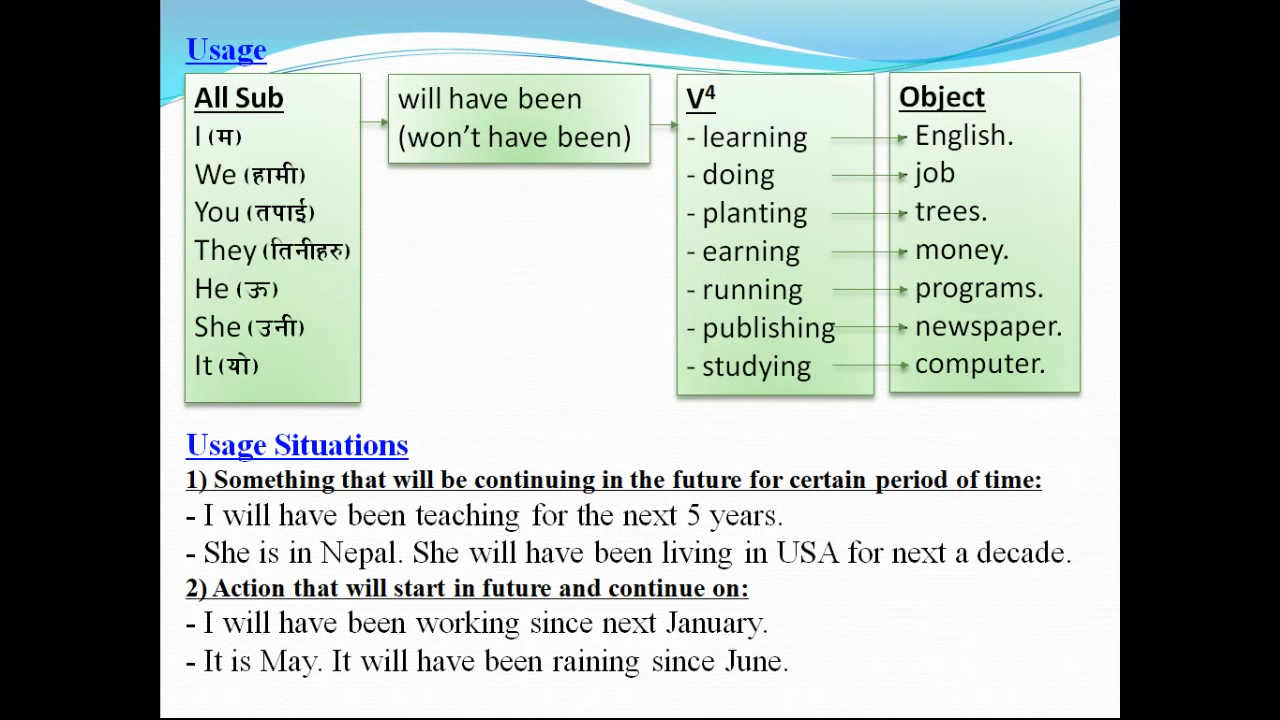 Usage
All Sub
I (म)
We (हामी)
You (तपाईं)
They (तिनीहरु)
He (ऊ)
She (उनी)
It (यो)
will have been
(won't have been)
V⁴
- learning
- doing
- planting
- earning
- running
- publishing
- studying
Object
English.
job
trees.
money.
programs.
newspaper.
computer.
Usage Situations
1) Something that will be continuing in the future for certain period of time:
- I will have been teaching for the next 5 years.
- She is in Nepal. She will have been living in USA for next a decade.
2) Action that will start in future and continue on:
- I will have been working since next January.
- It is May. It will have been raining since June.